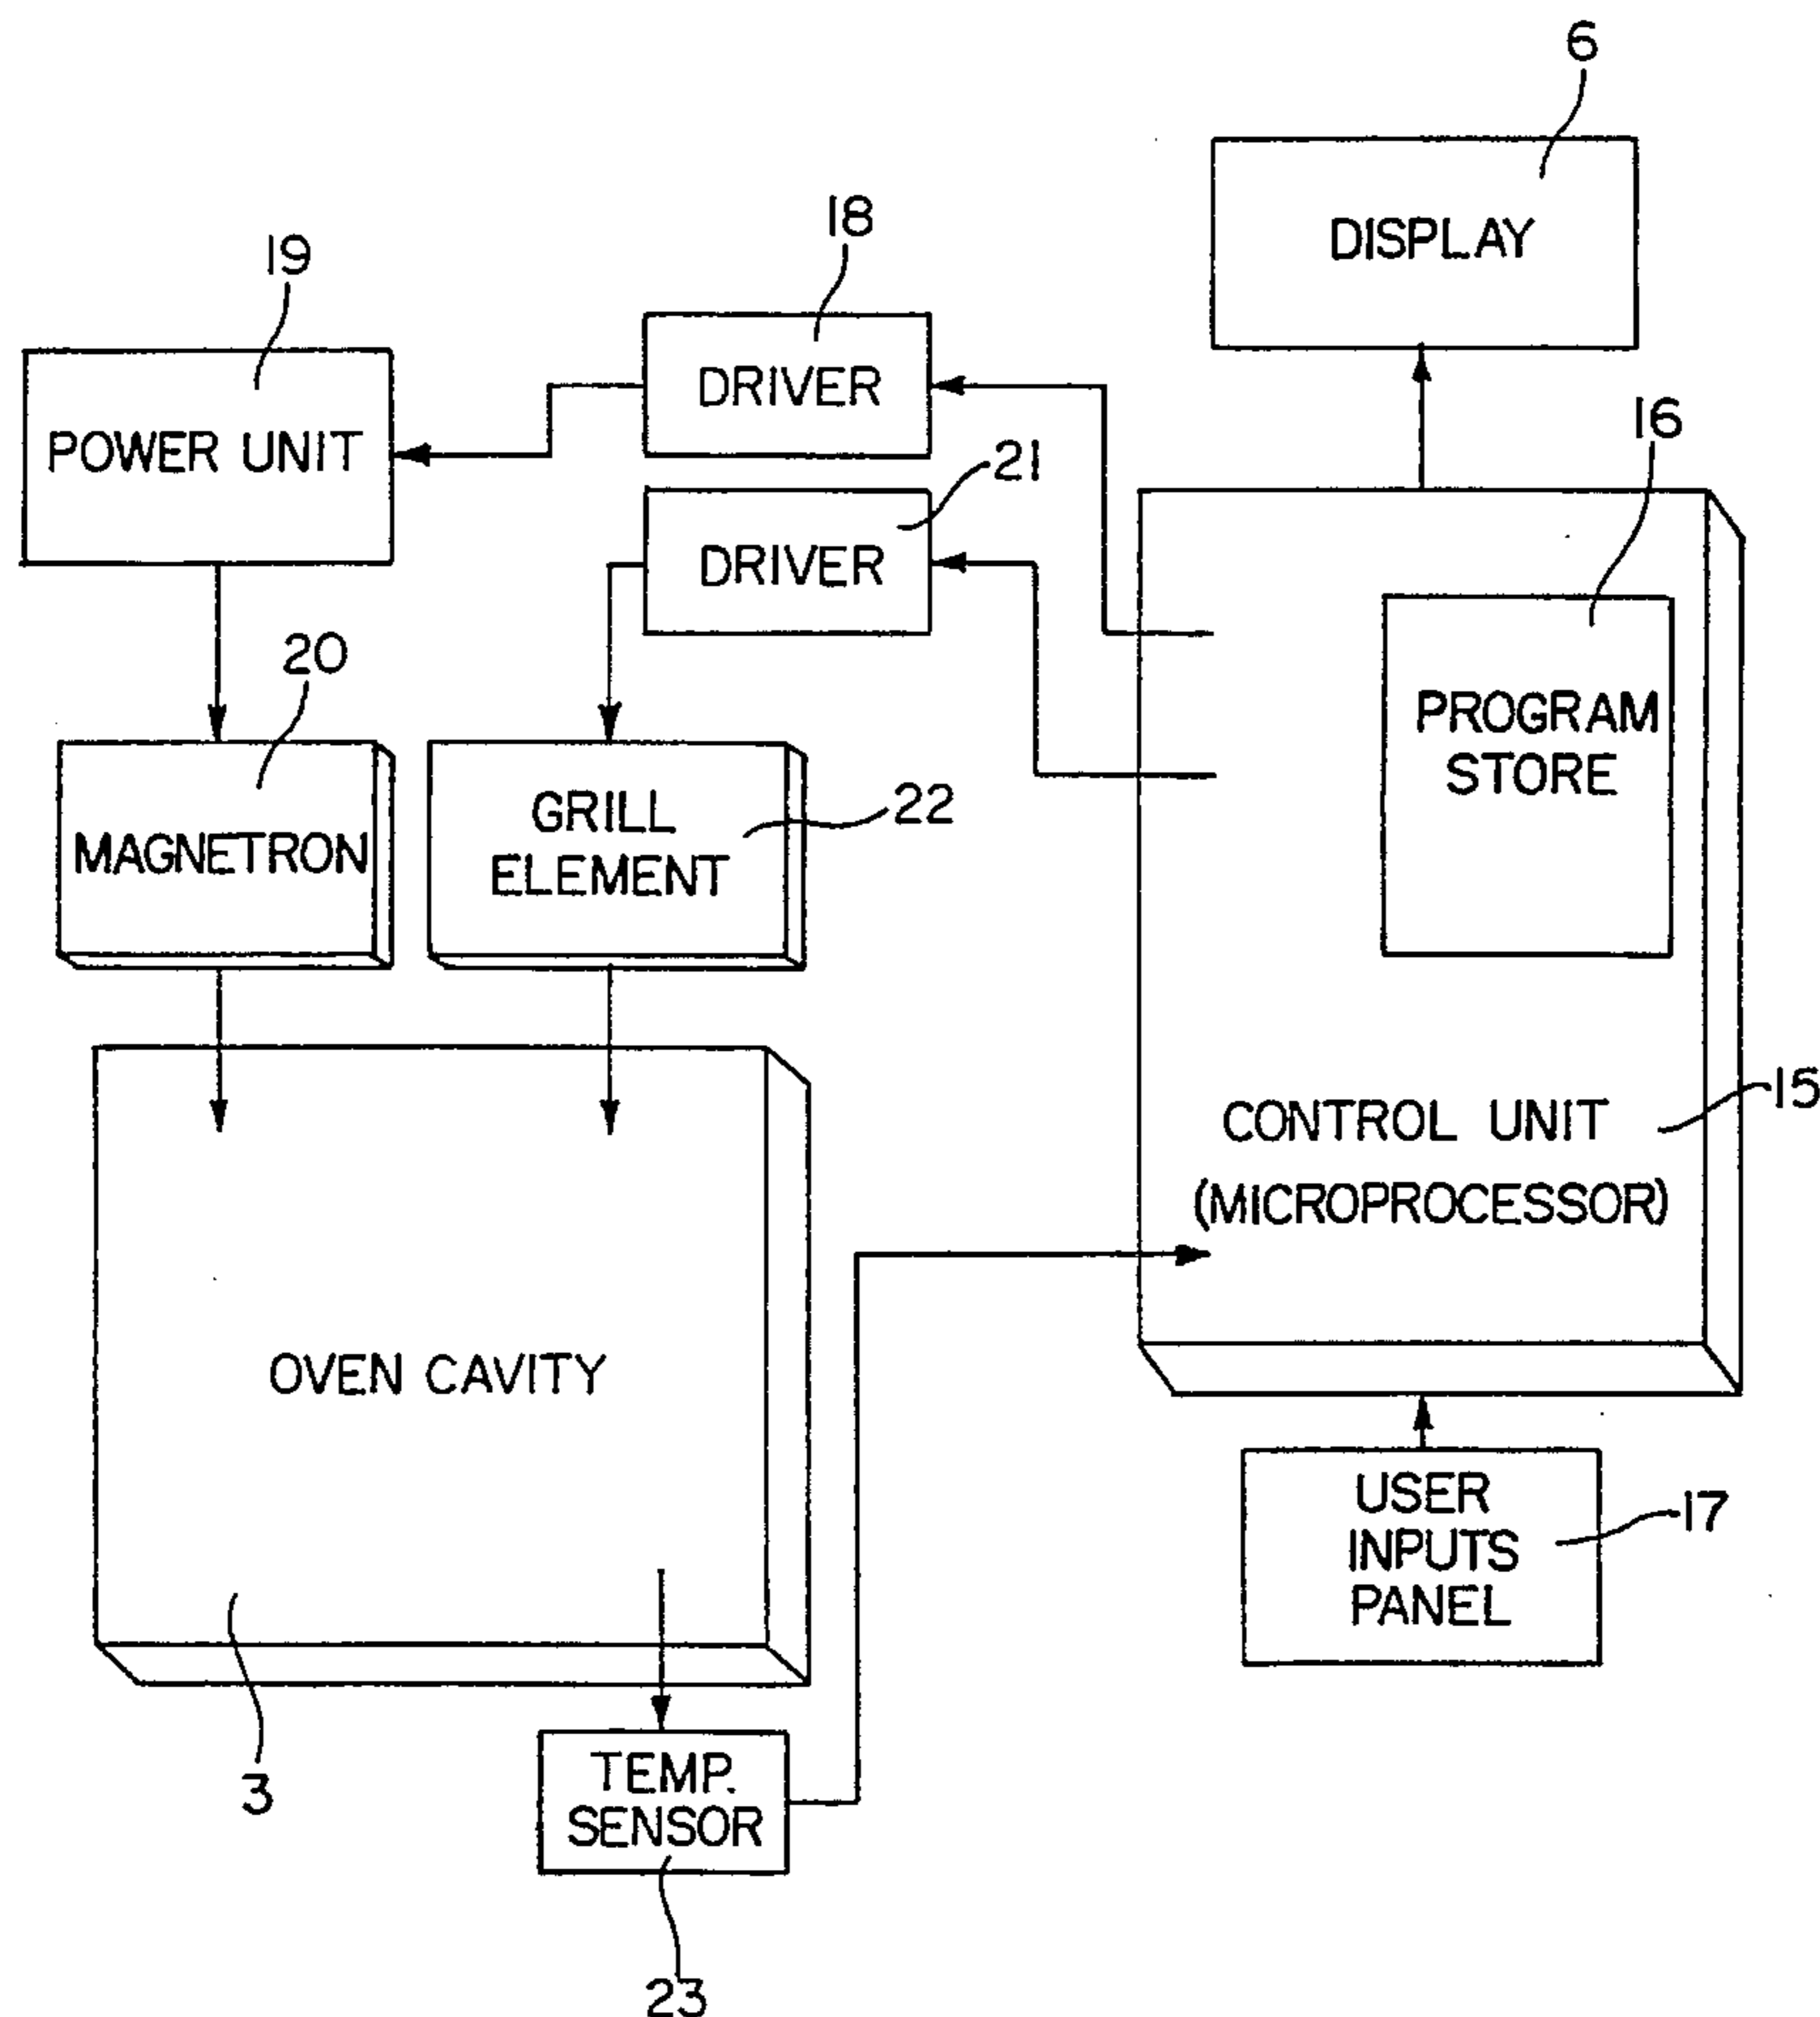 6
DISPLAY
18
19
DRIVER
POWER UNIT
16
21
DRIVER
20
PROGRAM
STORE
GRILL
ELEMENT
22
MAGNETRON
15
CONTROL UNIT
(MICROPROCESSOR)
OVEN CAVITY
USER
INPUTS
PANEL
17
3
TEMP.
SENSOR
23